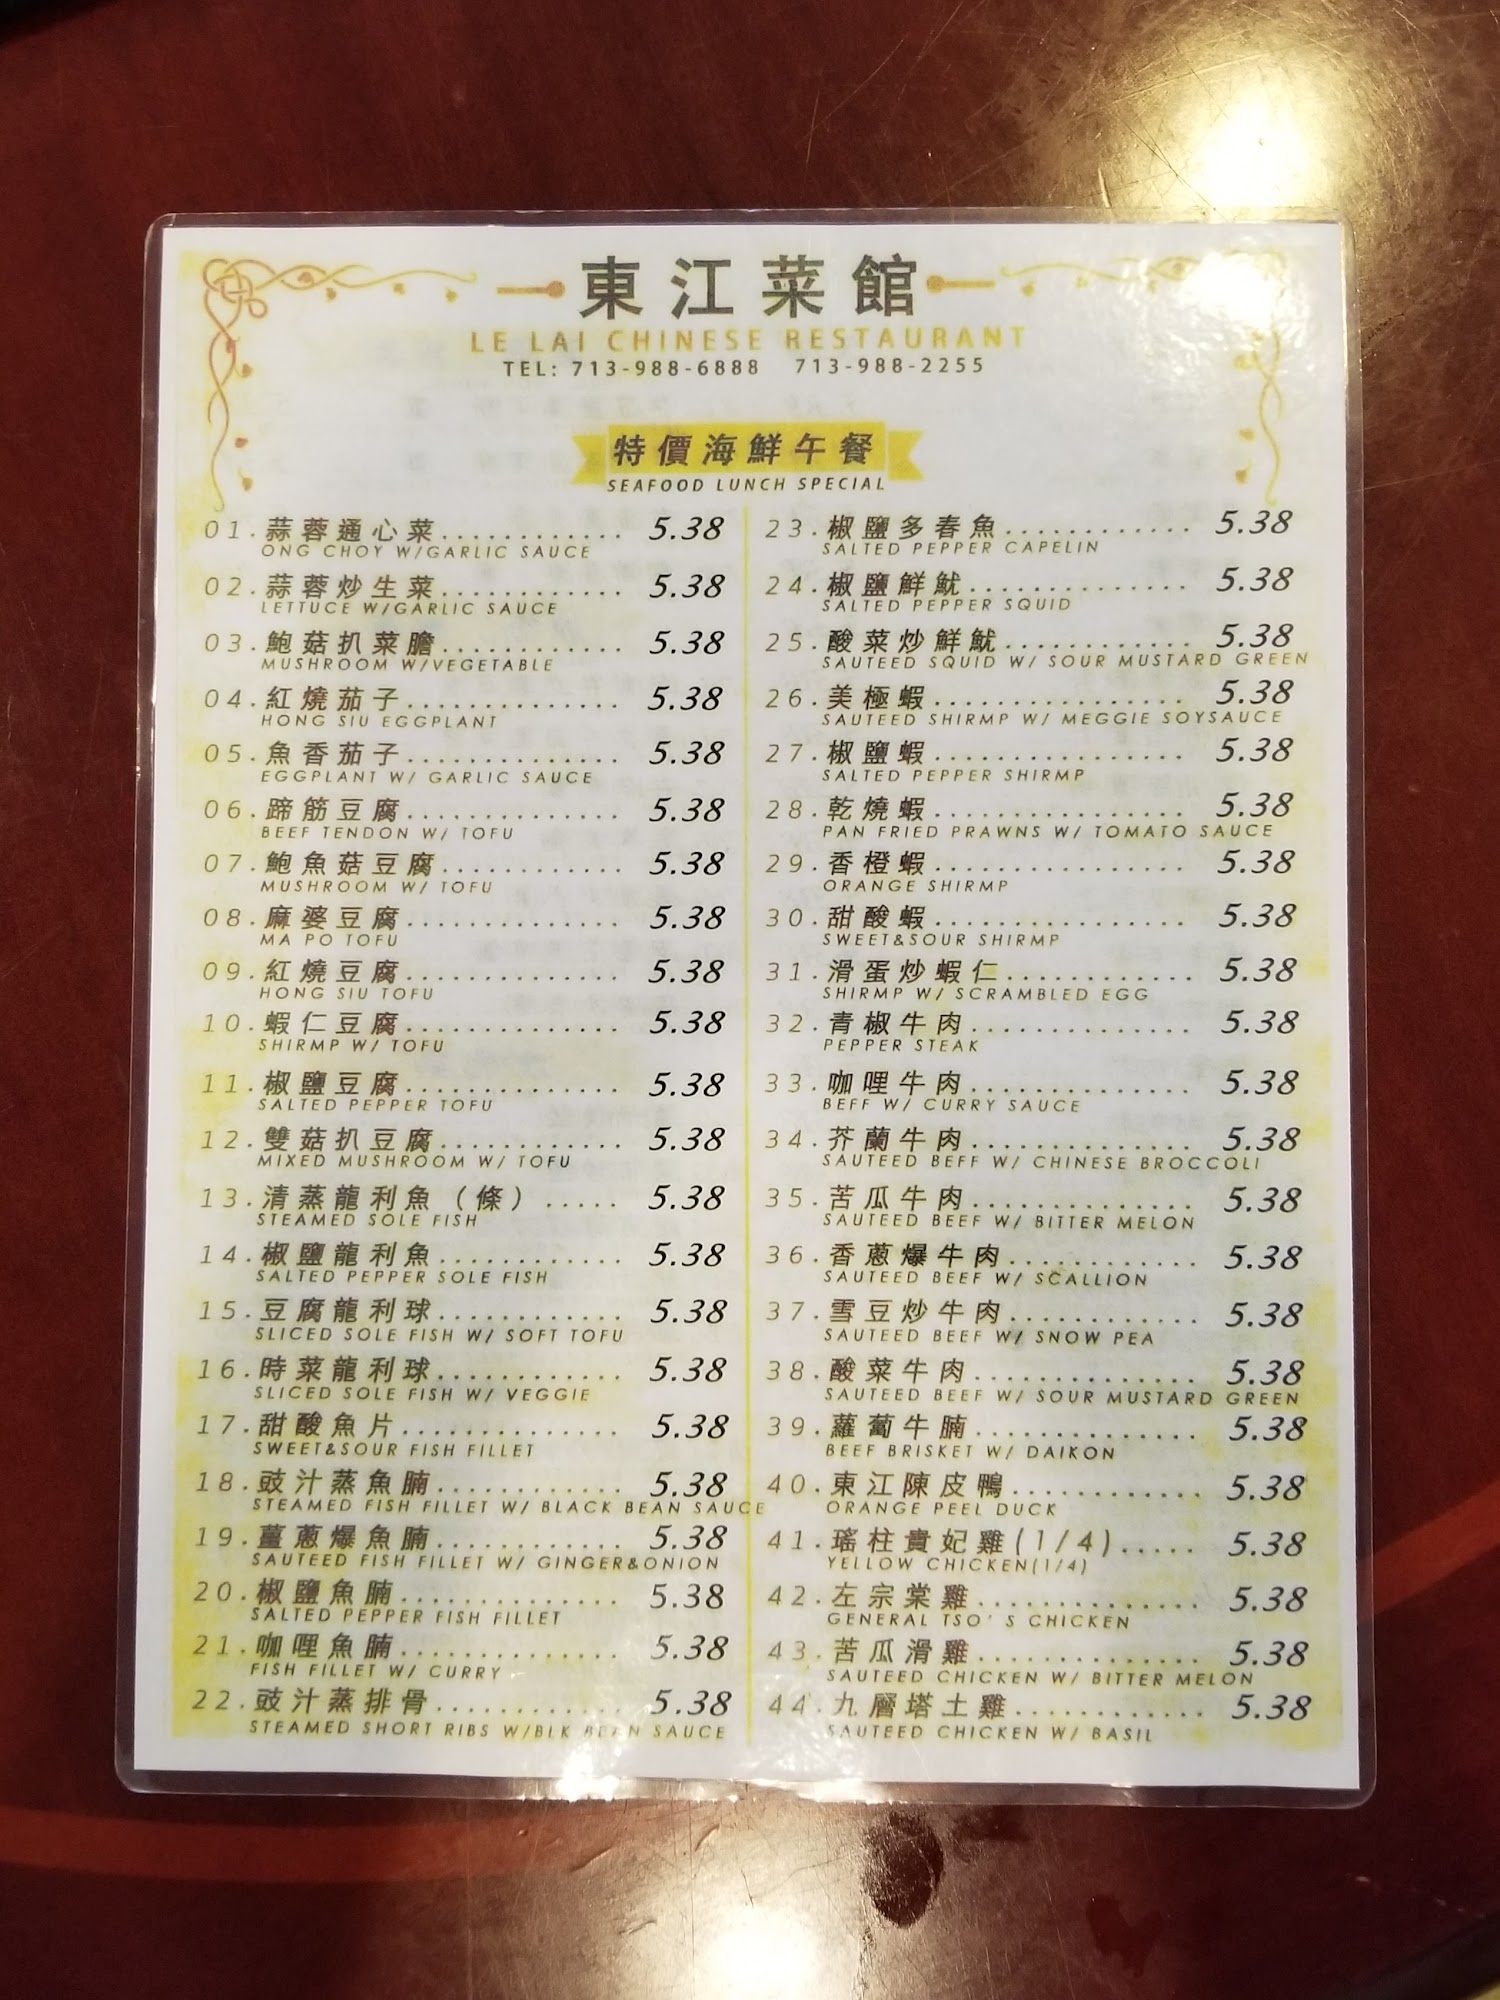 東江菜館
LE LAI CHINESE RESTAURANT
TEL: 713-988-6888 713-988-2255
特價海鮮午餐
SEAFOOD LUNCH SPECIAL
01.蒜蓉通心菜............ 5.38
ONG CHOY W/GARLIC SAUCE
02.蒜蓉炒生菜............ 5.38
LETTUCE W/GARLIC SAUCE
03.鮑菇扒菜膽............ 5.38
MUSHROOM W/VEGETABLE
04.紅燒茄子.............. 5.38
HONG SIU EGGPLANT
05.魚香茄子.............. 5.38
EGGPLANT W/ GARLIC SAUCE
06.蹄筋豆腐.............. 5.38
BEEF TENDON W/ TOFU
07.鮑魚菇豆腐............ 5.38
MUSHROOM W/ TOFU
08.麻婆豆腐.............. 5.38
MA PO TOFU
09.紅燒豆腐.............. 5.38
HONG SIU TOFU
10.蝦仁豆腐.............. 5.38
SHIRMP W/ TOFU
11.椒鹽豆腐.............. 5.38
SALTED PEPPER TOFU
12.雙菇扒豆腐............ 5.38
MIXED MUSHROOM W/ TOFU
13.清蒸龍利魚（條）..... 5.38
STEAMED SOLE FISH
14.椒鹽龍利魚............ 5.38
SALTED PEPPER SOLE FISH
15.豆腐龍利球............ 5.38
SLICED SOLE FISH W/ SOFT TOFU
16.時菜龍利球............ 5.38
SLICED SOLE FISH W/ VEGGIE
17.甜酸魚片.............. 5.38
SWEET&SOUR FISH FILLET
18.豉汁蒸魚腩............ 5.38
STEAMED FISH FILLET W/ BLACK BEAN SAUCE
19.薑蔥爆魚腩............ 5.38
SAUTEED FISH FILLET W/ GINGER&ONION
20.椒鹽魚腩.............. 5.38
SALTED PEPPER FISH FILLET
21.咖哩魚腩.............. 5.38
FISH FILLET W/ CURRY
22.豉汁蒸排骨............ 5.38
STEAMED SHORT RIBS W/BLK BEAN SAUCE
23.椒鹽多春魚............ 5.38
SALTED PEPPER CAPELIN
24.椒鹽鮮魷.............. 5.38
SALTED PEPPER SQUID
25.酸菜炒鮮魷............ 5.38
SAUTEED SQUID W/ SOUR MUSTARD GREEN
26.美極蝦................ 5.38
SAUTEED SHIRMP W/ MEGGIE SOYSAUCE
27.椒鹽蝦................ 5.38
SALTED PEPPER SHIRMP
28.乾燒蝦................ 5.38
PAN FRIED PRAWNS W/ TOMATO SAUCE
29.香橙蝦................ 5.38
ORANGE SHIRMP
30.甜酸蝦................ 5.38
SWEET&SOUR SHIRMP
31.滑蛋炒蝦仁............ 5.38
SHIRMP W/ SCRAMBLED EGG
32.青椒牛肉.............. 5.38
PEPPER STEAK
33.咖哩牛肉.............. 5.38
BEFF W/ CURRY SAUCE
34.芥蘭牛肉.............. 5.38
SAUTEED BEFF W/ CHINESE BROCCOLI
35.苦瓜牛肉.............. 5.38
SAUTEED BEEF W/ BITTER MELON
36.香蔥爆牛肉............ 5.38
SAUTEED BEEF W/ SCALLION
37.雪豆炒牛肉............ 5.38
SAUTEED BEEF W/ SNOW PEA
38.酸菜牛肉.............. 5.38
SAUTEED BEEF W/ SOUR MUSTARD GREEN
39.蘿蔔牛腩.............. 5.38
BEEF BRISKET W/ DAIKON
40.東江陳皮鴨............ 5.38
ORANGE PEEL DUCK
41.瑤柱貴妃雞(1/4)..... 5.38
YELLOW CHICKEN(1/4)
42.左宗棠雞.............. 5.38
GENERAL TSO'S CHICKEN
43.苦瓜滑雞.............. 5.38
SAUTEED CHICKEN W/ BITTER MELON
44.九層塔土雞............ 5.38
SAUTEED CHICKEN W/ BASIL